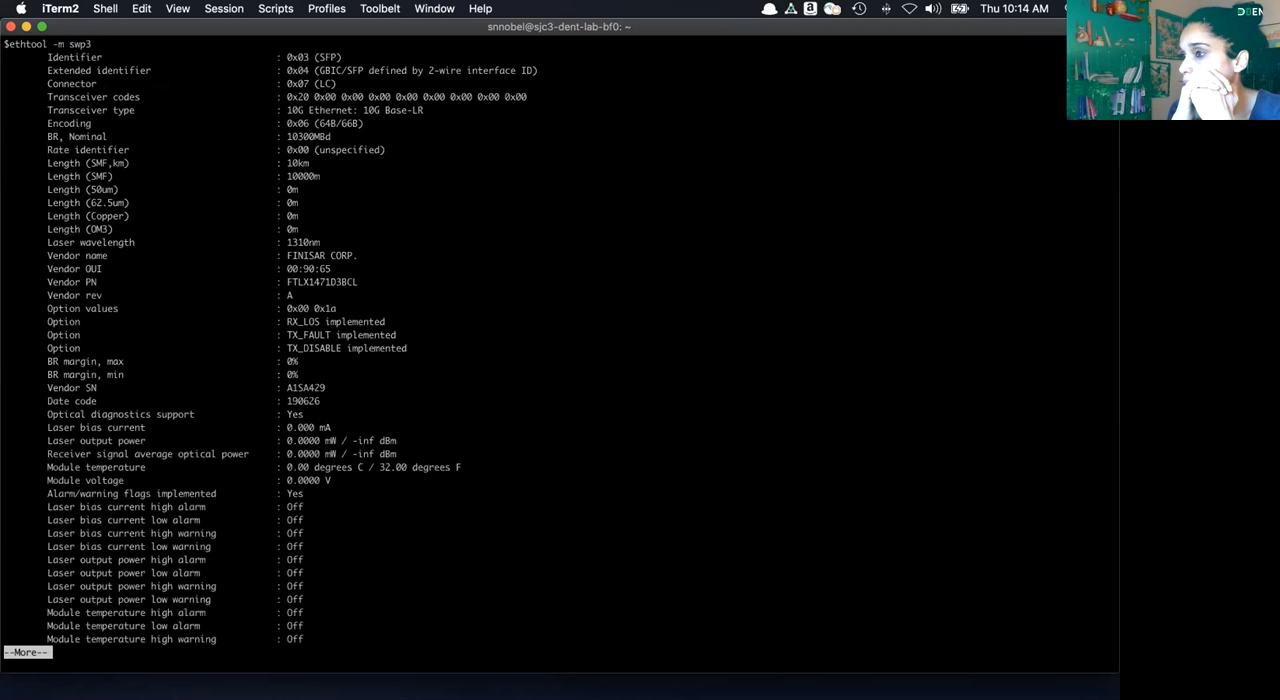 iTerm2 Shell Edit View Session Scripts Profiles Toolbelt Window Help Thu 10:14 AM
snnobel@sjc3-dent-lab-bf0: ~
$ethtool -m swp3
Identifier : 0x03 (SFP)
Extended identifier : 0x04 (GBIC/SFP defined by 2-wire interface ID)
Connector : 0x07 (LC)
Transceiver codes : 0x20 0x00 0x00 0x00 0x00 0x00 0x00 0x00 0x00
Transceiver type : 10G Ethernet: 10G Base-LR
Encoding : 0x06 (64B/66B)
BR, Nominal : 10300MBd
Rate identifier : 0x00 (unspecified)
Length (SMF,km) : 10km
Length (SMF) : 10000m
Length (50um) : 0m
Length (62.5um) : 0m
Length (Copper) : 0m
Length (OM3) : 0m
Laser wavelength : 1310nm
Vendor name : FINISAR CORP.
Vendor OUI : 00:90:65
Vendor PN : FTLX1471D3BCL
Vendor rev : A
Option values : 0x00 0x1a
Option : RX_LOS implemented
Option : TX_FAULT implemented
Option : TX_DISABLE implemented
BR margin, max : 0%
BR margin, min : 0%
Vendor SN : A1SA429
Date code : 190626
Optical diagnostics support : Yes
Laser bias current : 0.000 mA
Laser output power : 0.0000 mW / -inf dBm
Receiver signal average optical power : 0.0000 mW / -inf dBm
Module temperature : 0.00 degrees C / 32.00 degrees F
Module voltage : 0.0000 V
Alarm/warning flags implemented : Yes
Laser bias current high alarm : Off
Laser bias current low alarm : Off
Laser bias current high warning : Off
Laser bias current low warning : Off
Laser output power high alarm : Off
Laser output power low alarm : Off
Laser output power high warning : Off
Laser output power low warning : Off
Module temperature high alarm : Off
Module temperature low alarm : Off
Module temperature high warning : Off
--More--